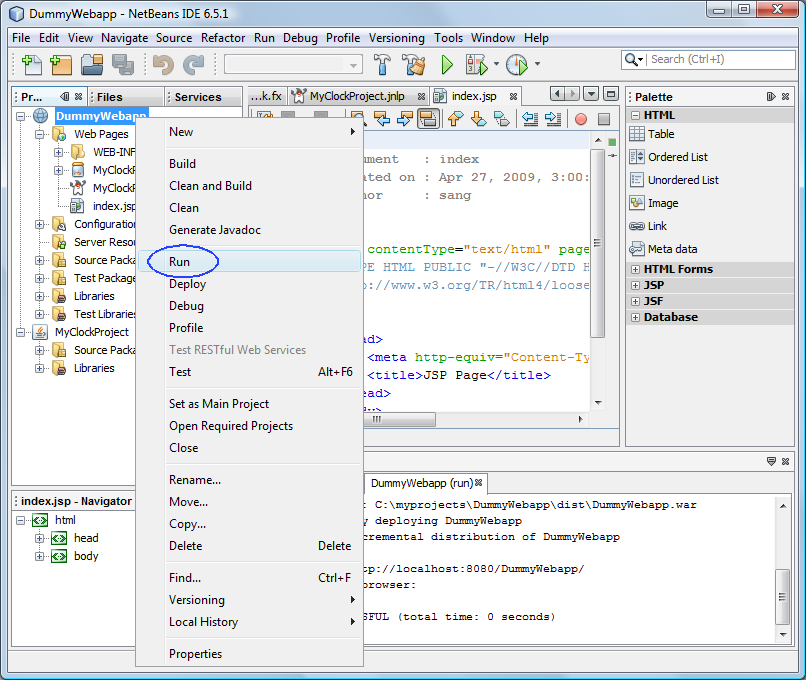 DummyWebapp - NetBeans IDE 6.5.1
File Edit View Navigate Source Refactor Run Debug Profile Versioning Tools Window Help
Search (Ctrl+I)
Pr...
Files
Services
...k.fx
MyClockProject.jnlp
index.jsp
DummyWebapp
Web Pages
WEB-INF
MyClockP
MyClockP
index.jsp
Configuration
Server Resou
Source Packa
Test Package
Libraries
Test Libraries
MyClockProject
Source Packa
Libraries
New
Build
Clean and Build
Clean
Generate Javadoc
Run
Deploy
Debug
Profile
Test RESTful Web Services
Test Alt+F6
Set as Main Project
Open Required Projects
Close
Rename...
Move...
Copy...
Delete Delete
Find... Ctrl+F
Versioning
Local History
Properties
cument : index
ated on : Apr 27, 2009, 3:00:
hor : sang
contentType="text/html" page
PE HTML PUBLIC "-//W3C//DTD H
p://www.w3.org/TR/html4/loose
ad>
<meta http-equiv="Content-Ty
<title>JSP Page</title>
ead>
dy>
Palette
HTML
Table
Ordered List
Unordered List
Image
Link
Meta data
HTML Forms
JSP
JSF
Database
index.jsp - Navigator
html
head
body
DummyWebapp (run)
: C:\myprojects\DummyWebapp\dist\DummyWebapp.war
y deploying DummyWebapp
cremental distribution of DummyWebapp
tp://localhost:8080/DummyWebapp/
browser:
SFUL (total time: 0 seconds)